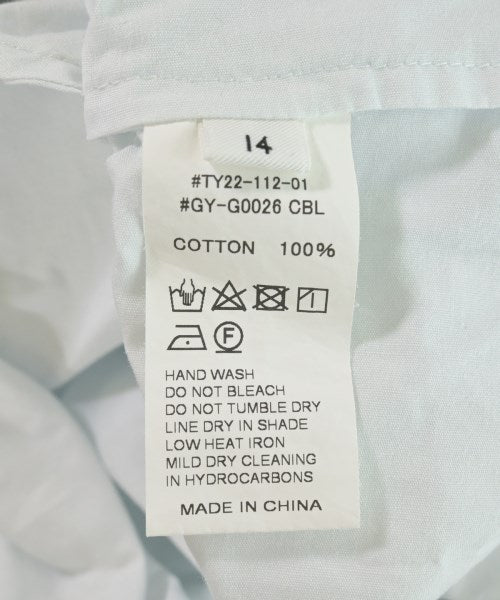 14
#TY22-112-01
#GY-G0026 CBL
COTTON 100%
F
HAND WASH
DO NOT BLEACH
DO NOT TUMBLE DRY
LINE DRY IN SHADE
LOW HEAT IRON
MILD DRY CLEANING
IN HYDROCARBONS
MADE IN CHINA